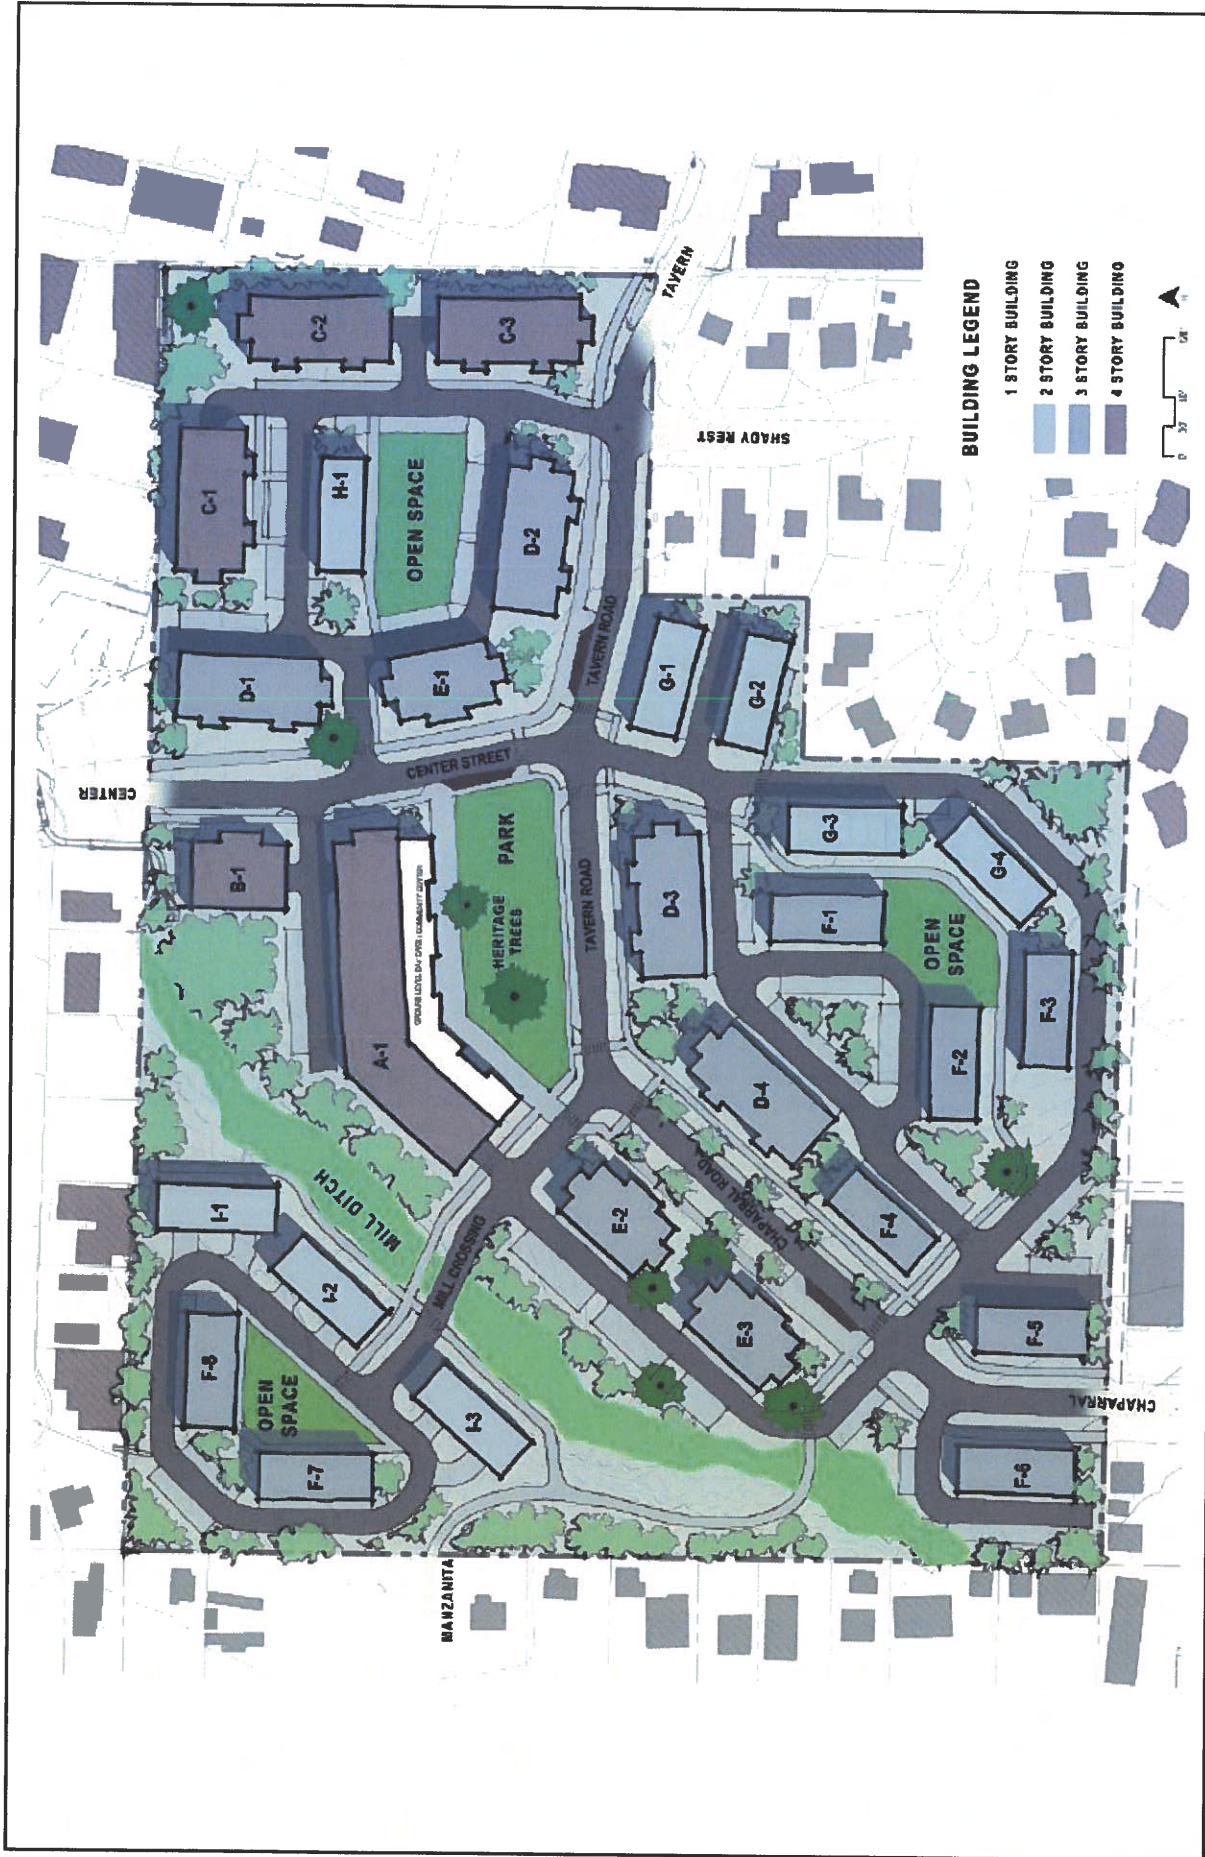 CENTER
C-1
C-2
C-3
D-1
H-1
OPEN SPACE
E-1
D-2
TAVERN
TAVERN ROAD
SHADY REST
CENTER STREET
B-1
A-1
PARK
HERITAGE
TREES
TAVERN ROAD
G-1
G-2
G-3
G-4
D-3
F-1
OPEN
SPACE
F-2
F-3
D-4
F-4
CHAPARRAL ROAD
E-2
E-3
MILL DITCH
MILL CROSSING
I-1
I-2
I-3
F-8
OPEN
SPACE
F-7
MANZANITA
F-5
F-6
CHAPARRAL
BUILDING LEGEND
1 STORY BUILDING
2 STORY BUILDING
3 STORY BUILDING
4 STORY BUILDING
0